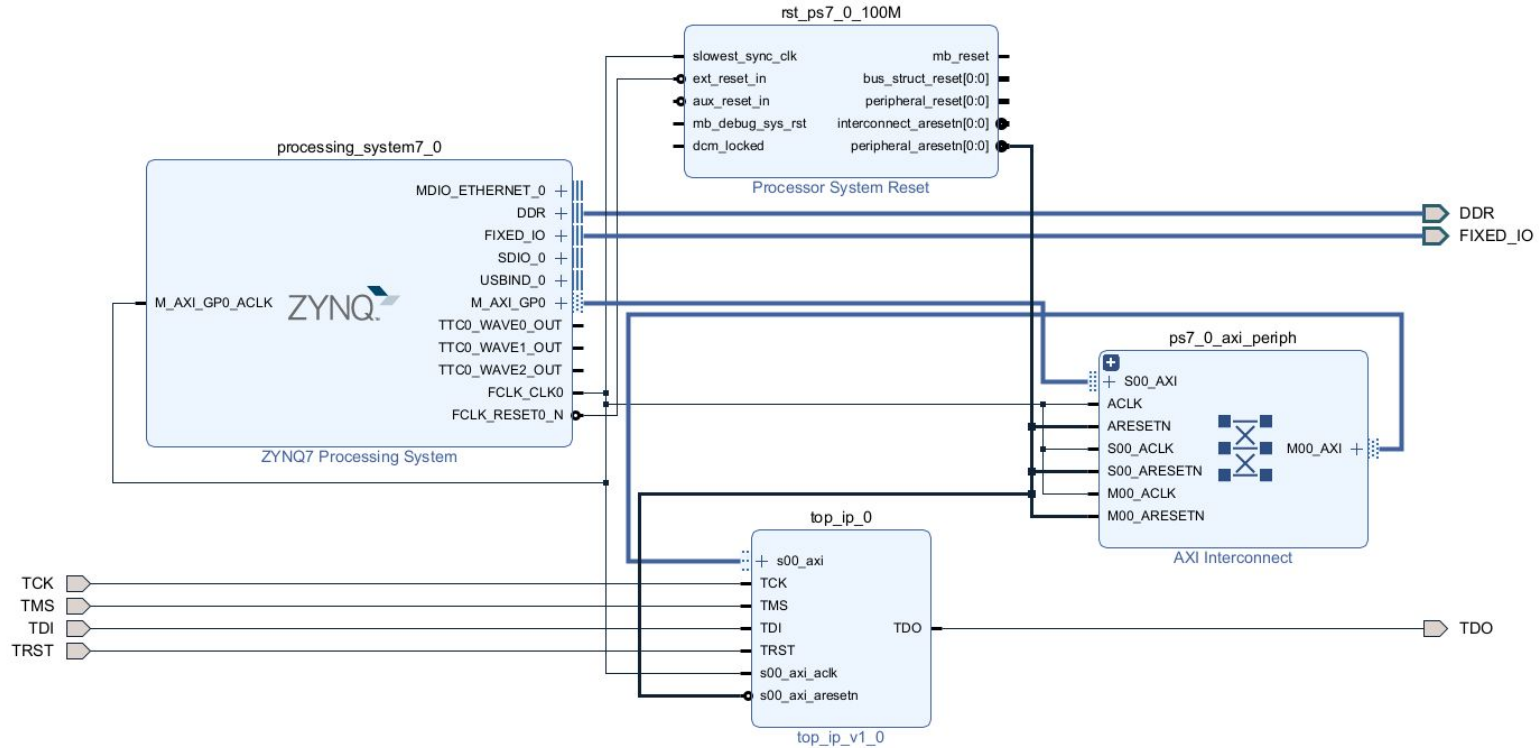 rst_ps7_0_100M
slowest_sync_clk
ext_reset_in
aux_reset_in
mb_debug_sys_rst
dcm_locked
mb_reset
bus_struct_reset[0:0]
peripheral_reset[0:0]
interconnect_aresetn[0:0]
peripheral_aresetn[0:0]
Processor System Reset
processing_system7_0
M_AXI_GP0_ACLK
ZYNQ
MDIO_ETHERNET_0
DDR
FIXED_IO
SDIO_0
USBIND_0
M_AXI_GP0
TTC0_WAVE0_OUT
TTC0_WAVE1_OUT
TTC0_WAVE2_OUT
FCLK_CLK0
FCLK_RESET0_N
ZYNQ7 Processing System
DDR
FIXED_IO
ps7_0_axi_periph
S00_AXI
ACLK
ARESETN
S00_ACLK
S00_ARESETN
M00_ACLK
M00_ARESETN
M00_AXI
AXI Interconnect
TCK
TMS
TDI
TRST
top_ip_0
s00_axi
TCK
TMS
TDI
TRST
s00_axi_aclk
s00_axi_aresetn
TDO
top_ip_v1_0
TDO